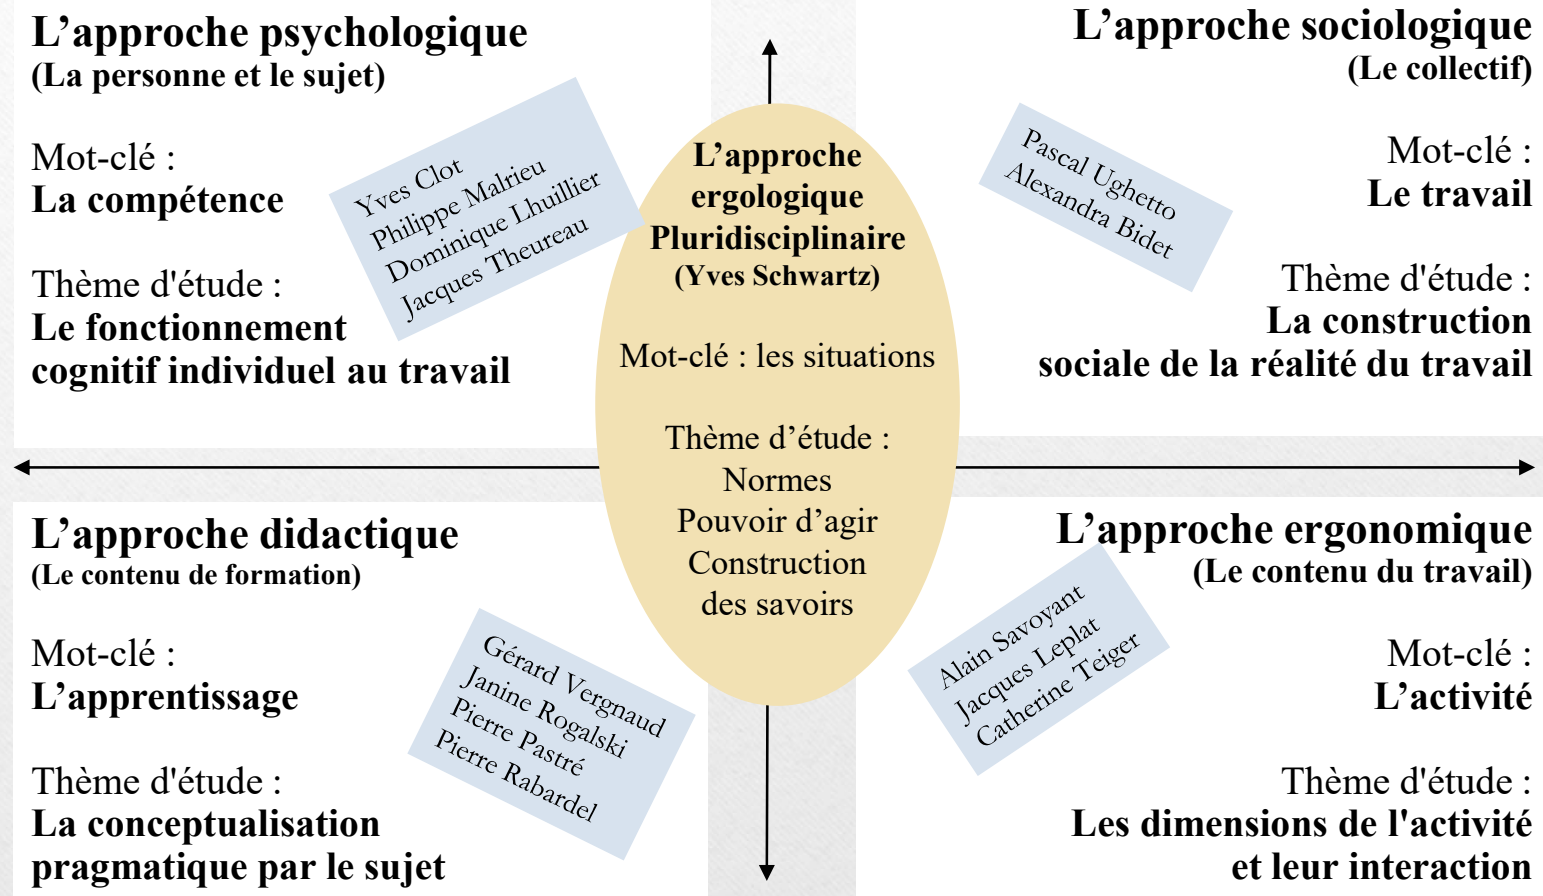 L’approche psychologique
(La personne et le sujet)
Mot-clé :
La compétence
Thème d'étude :
Le fonctionnement
cognitif individuel au travail
Yves Clot
Philippe Malrieu
Dominique Lhuillier
Jacques Theureau
L’approche
ergologique
Pluridisciplinaire
(Yves Schwartz)
Mot-clé : les situations
Thème d’étude :
Normes
Pouvoir d’agir
Construction
des savoirs
L’approche sociologique
(Le collectif)
Mot-clé :
Le travail
Thème d'étude :
La construction
sociale de la réalité du travail
Pascal Ughetto
Alexandra Bidet
L’approche didactique
(Le contenu de formation)
Mot-clé :
L’apprentissage
Thème d'étude :
La conceptualisation
pragmatique par le sujet
Gérard Vergnaud
Janine Rogalski
Pierre Pastré
Pierre Rabardel
L’approche ergonomique
(Le contenu du travail)
Mot-clé :
L’activité
Thème d'étude :
Les dimensions de l'activité
et leur interaction
Alain Savoyant
Jacques Leplat
Catherine Teiger